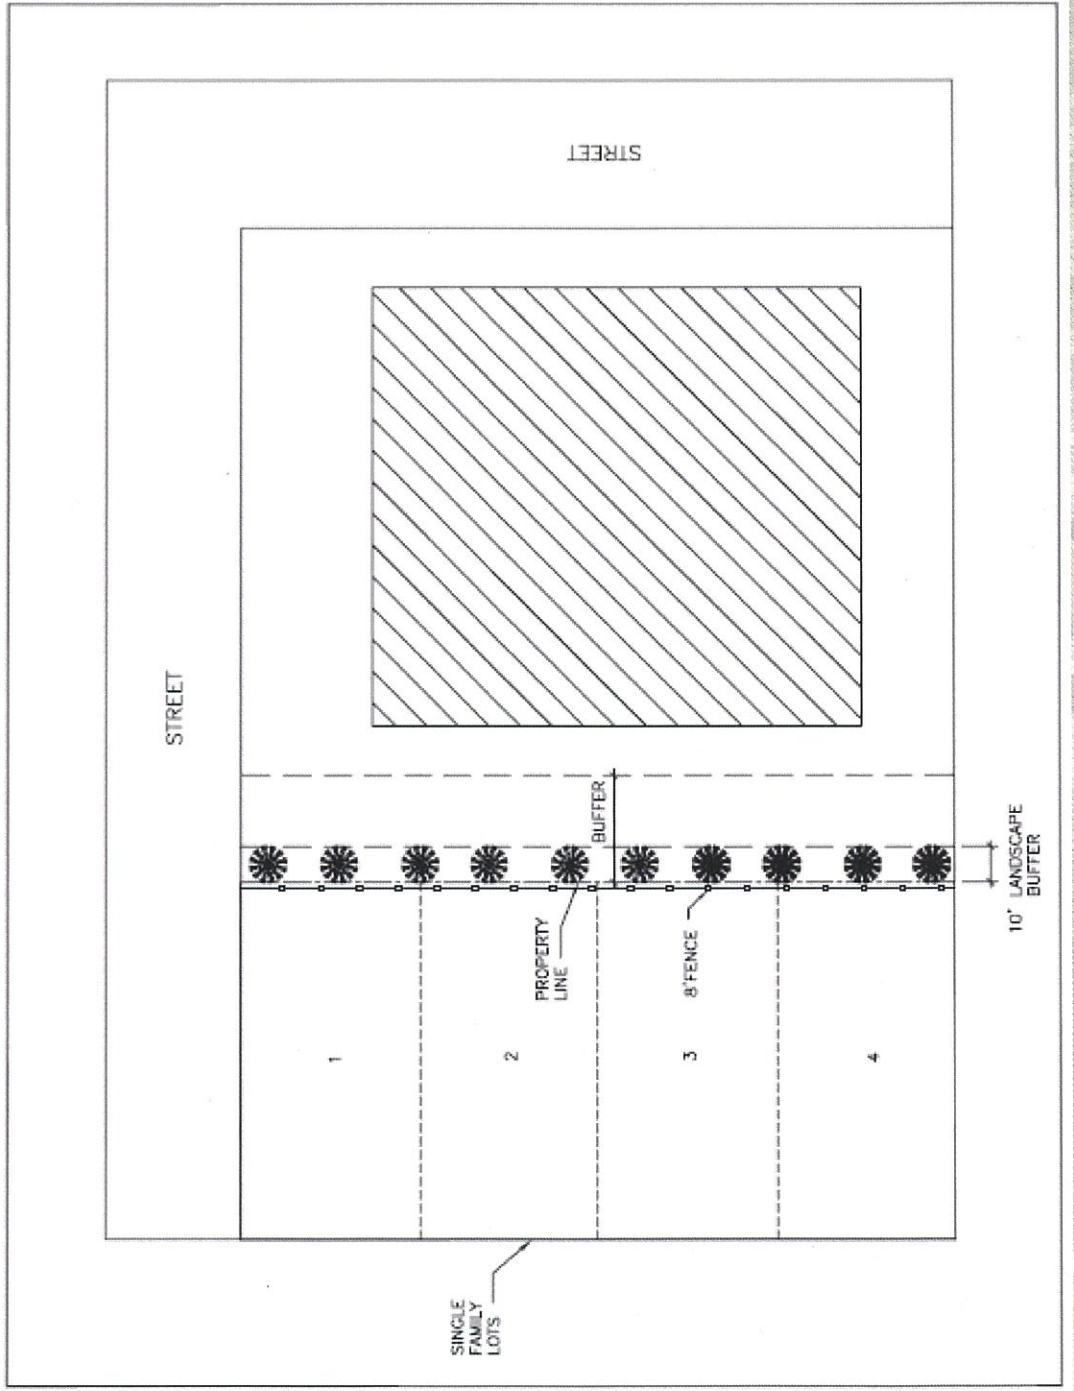 STREET
STREET
BUFFER
10' LANDSCAPE
BUFFER
PROPERTY
LINE
8'FENCE
1
2
3
4
SINGLE
FAMILY
LOTS